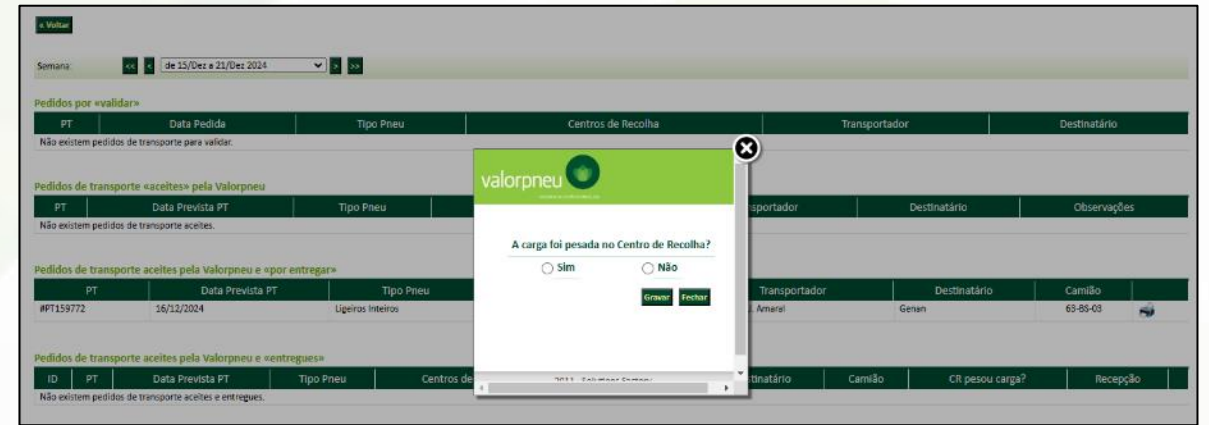 « Voltar
Semana: << < de 15/Dez a 21/Dez 2024 > >>
Pedidos por «validar»
PT Data Pedida Tipo Pneu Centros de Recolha Transportador Destinatário
Não existem pedidos de transporte para validar.
valorpneu
Pedidos de transporte «aceites» pela Valorpneu
PT Data Prevista PT Tipo Pneu sportador Destinatário Observações
Não existem pedidos de transporte aceites.
A carga foi pesada no Centro de Recolha?
Sim Não
Gravar Fechar
Pedidos de transporte aceites pela Valorpneu e «por entregar»
PT Data Prevista PT Tipo Pneu Transportador Destinatário Camião
#PT159772 16/12/2024 Ligeiros Inteiros Amaral Genan 63-BS-03
Pedidos de transporte aceites pela Valorpneu e «entregues»
ID PT Data Prevista PT Tipo Pneu Centros de tinatário Camião CR pesou carga? Recepção
Não existem pedidos de transporte aceites e entregues.